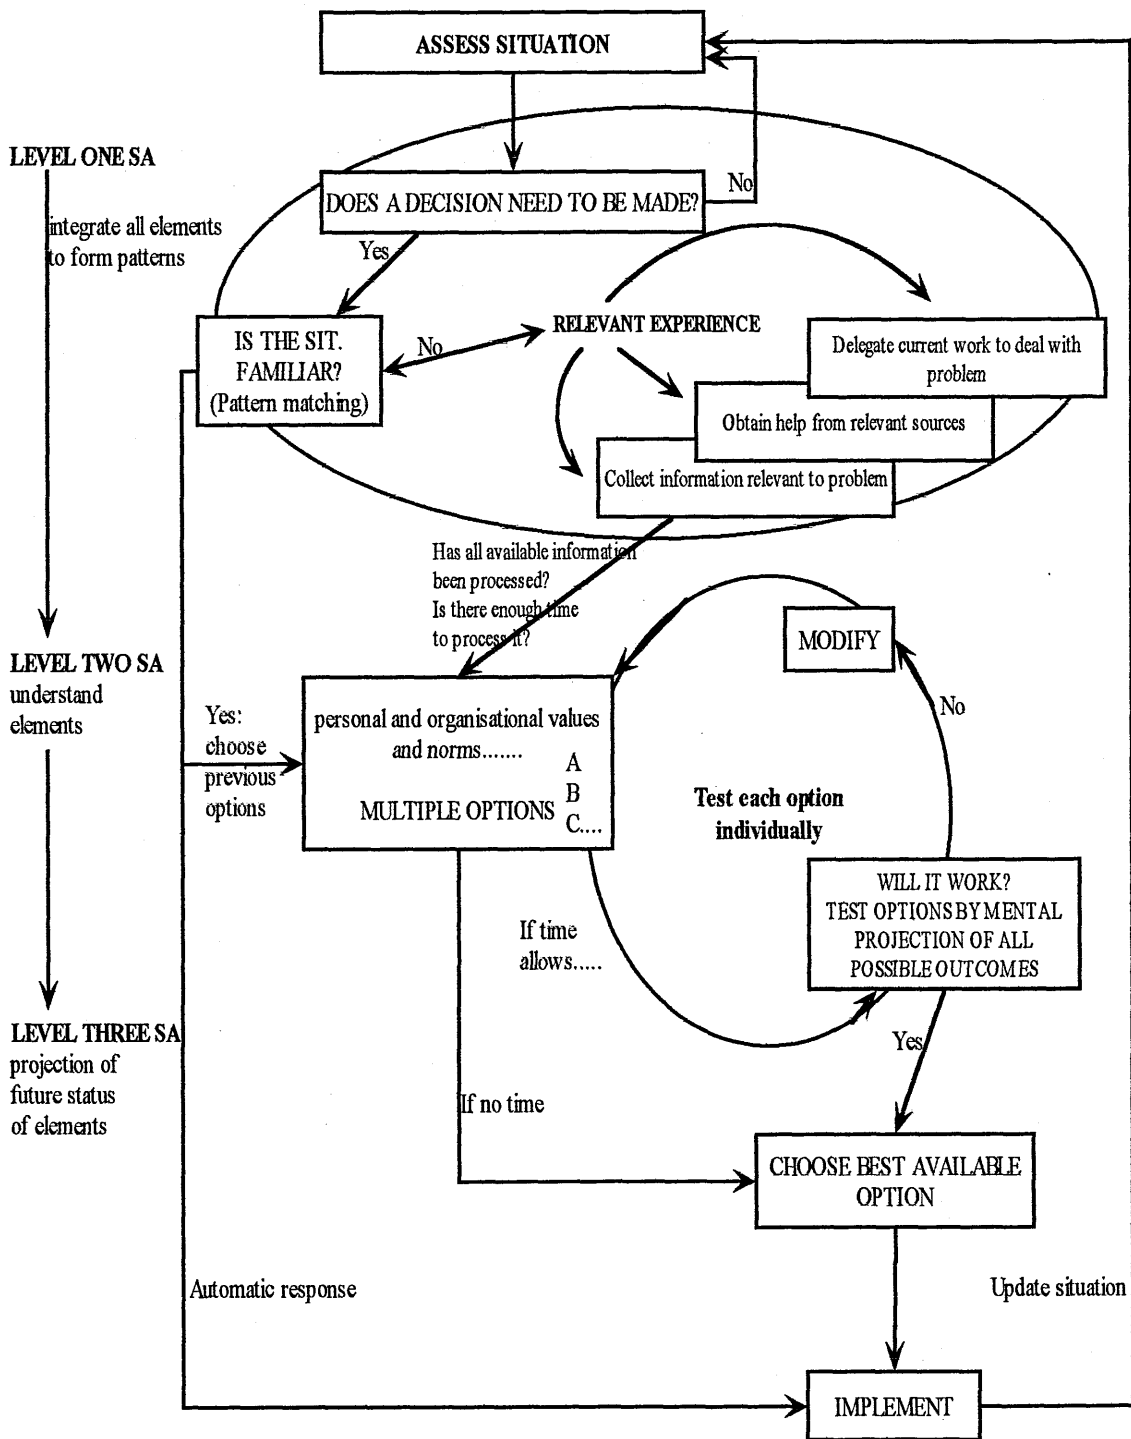 ASSESS SITUATION
LEVEL ONE SA
DOES A DECISION NEED TO BE MADE?
No
integrate all elements
to form patterns
Yes
IS THE SIT.
FAMILIAR?
(Pattern matching)
No
RELEVANT EXPERIENCE
Delegate current work to deal with
problem
Obtain help from relevant sources
Collect information relevant to problem
Has all available information
been processed?
Is there enough time
to process it?
MODIFY
LEVEL TWO SA
understand
elements
Yes:
choose
previous
options
personal and organisational values
and norms.......
A
B
MULTIPLE OPTIONS
C....
No
Test each option
individually
WILL IT WORK?
TEST OPTIONS BY MENTAL
PROJECTION OF ALL
POSSIBLE OUTCOMES
If time
allows.....
LEVEL THREE SA
projection of
future status
of elements
Yes
If no time
CHOOSE BEST AVAILABLE
OPTION
Automatic response
Update situation
IMPLEMENT